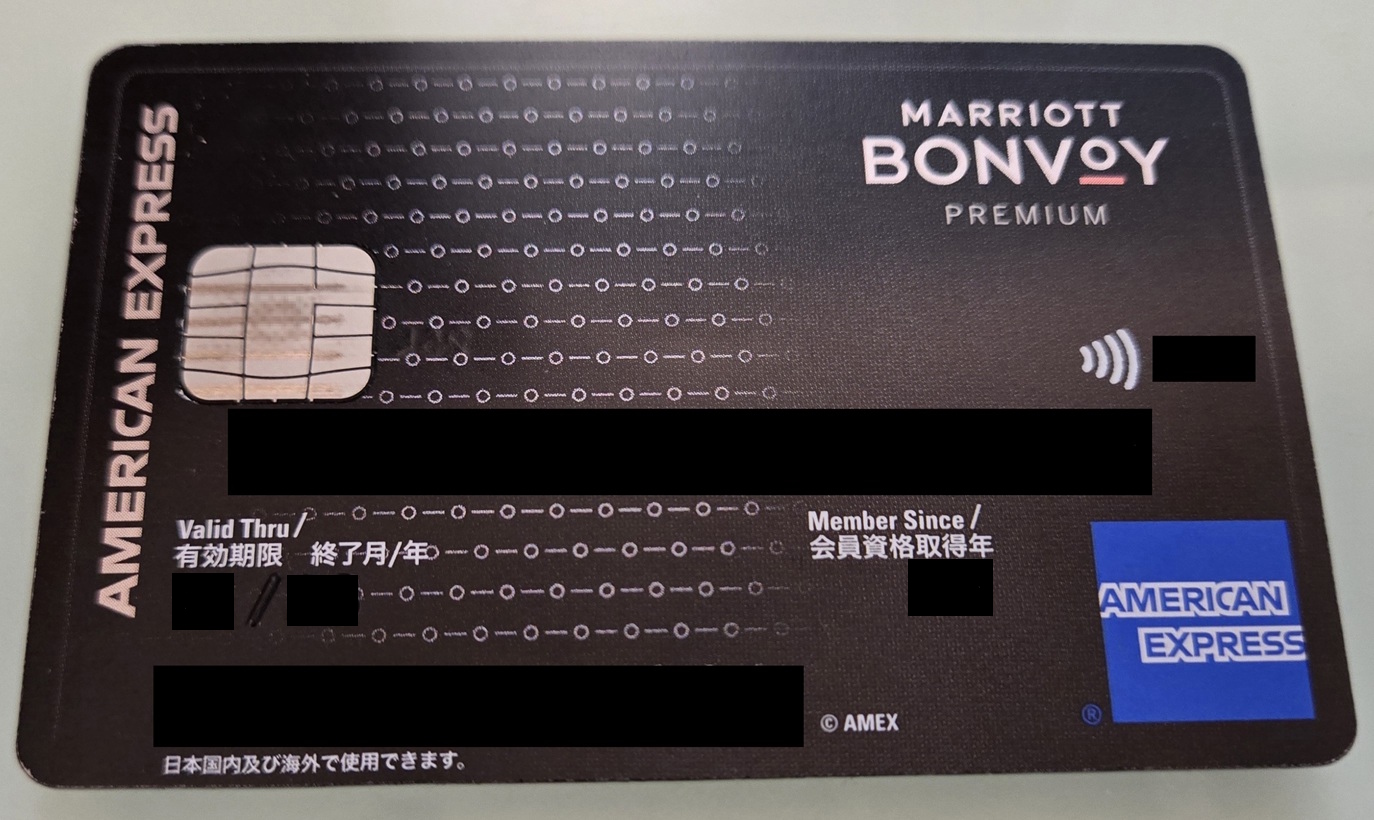 AMERICAN EXPRESS
MARRIOTT
BONVOY
PREMIUM
Valid Thru/
有効期限 終了月/年
/
Member Since/
会員資格取得年
AMERICAN
EXPRESS
®
© AMEX
日本国内及び海外で使用できます。